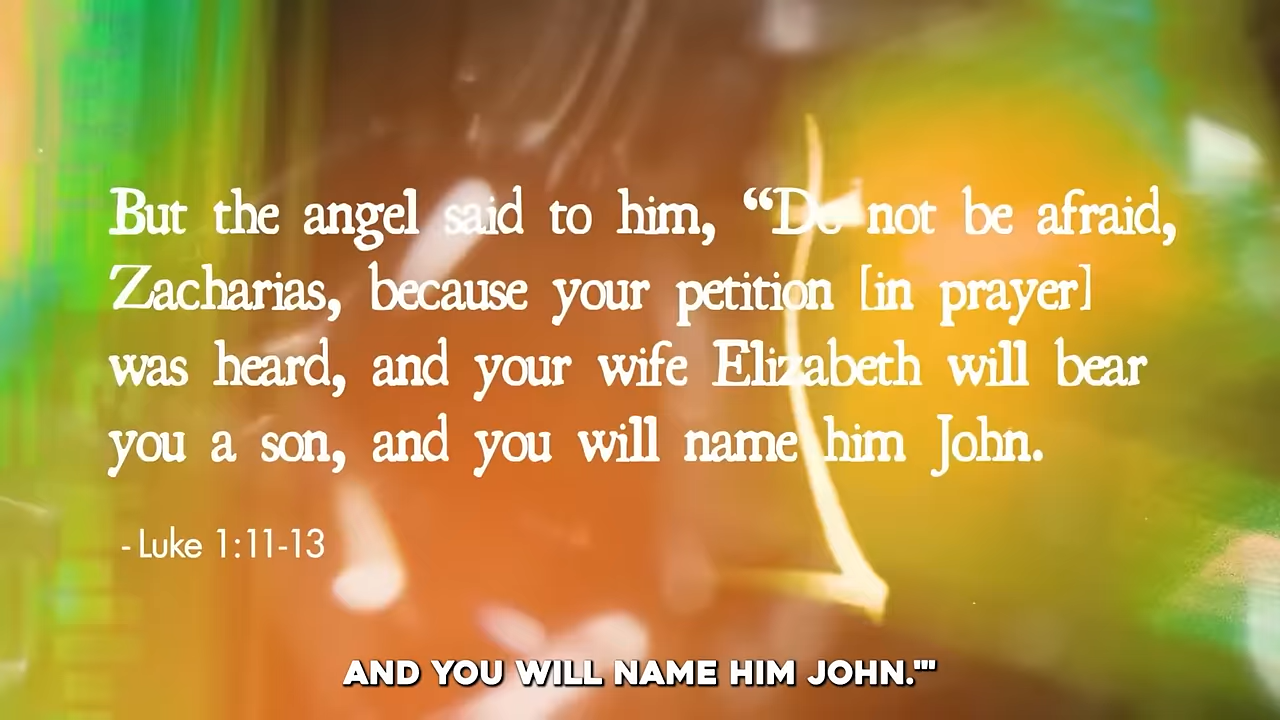 But the angel said to him, “Do not be afraid,
Zacharias, because your petition [in prayer]
was heard, and your wife Elizabeth will bear
you a son, and you will name him John.
- Luke 1:11-13
AND YOU WILL NAME HIM JOHN.'"